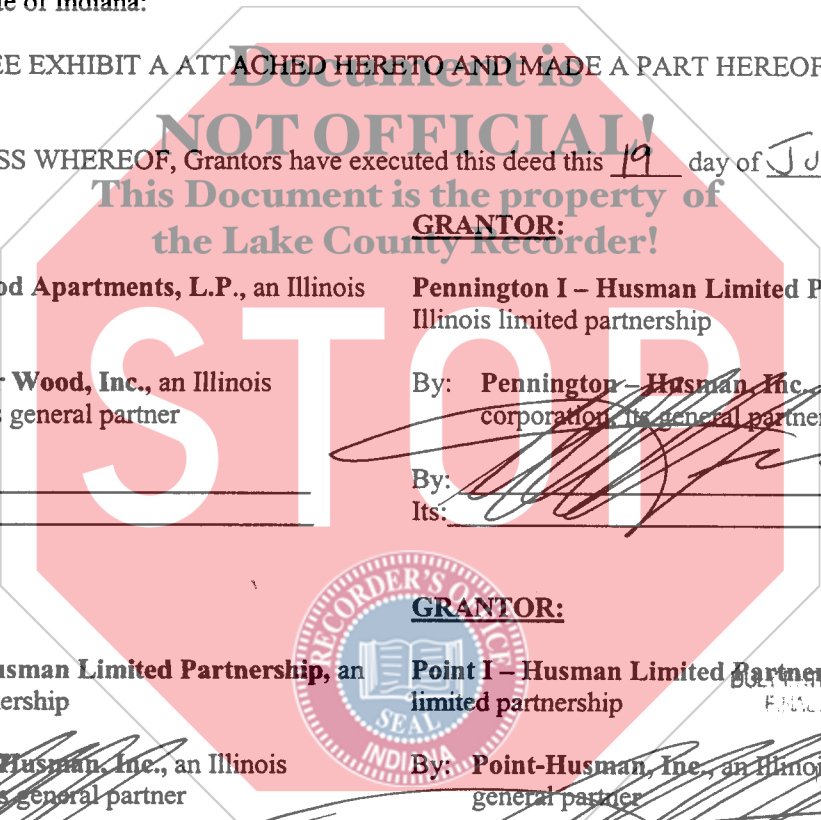 te of Indiana:
EE EXHIBIT A ATTACHED HERETO AND MADE A PART HEREOF
Document is
NOT OFFICIAL!
SS WHEREOF, Grantors have executed this deed this 19 day of Ju
This Document is the property of
the Lake County Recorder!
GRANTOR:
od Apartments, L.P., an Illinois
Pennington I – Husman Limited P
Illinois limited partnership
STOP
r Wood, Inc., an Illinois
s general partner
By: Pennington – Husman, Inc.,
corporation, its general partner
By:
Its:
RECORDER'S OFFICE
SEAL
INDIANA
GRANTOR:
usman Limited Partnership, an
ership
Point I – Husman Limited Partner
limited partnership
Husman, Inc., an Illinois
s general partner
By: Point-Husman, Inc., an Illinoi
general partner